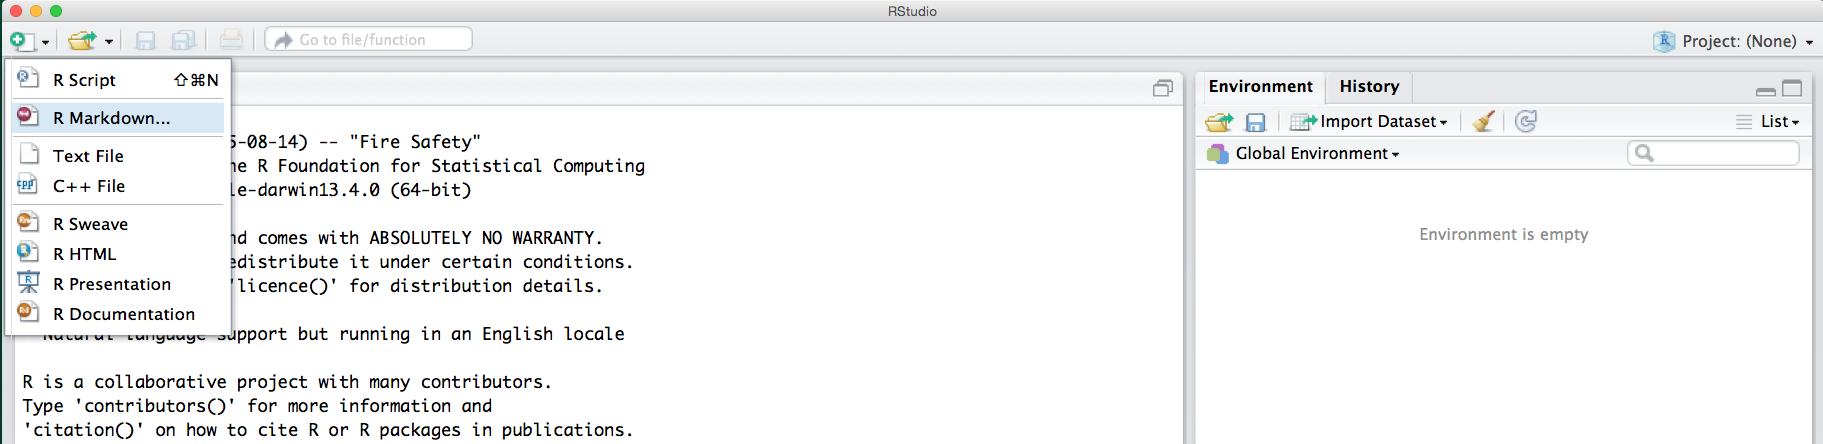 RStudio
Go to file/function
Project: (None)
R Script ⇧⌘N
R Markdown...
Text File
C++ File
R Sweave
R HTML
R Presentation
R Documentation
5-08-14) -- "Fire Safety"
he R Foundation for Statistical Computing
le-darwin13.4.0 (64-bit)
nd comes with ABSOLUTELY NO WARRANTY.
edistribute it under certain conditions.
'licence()' for distribution details.
Natural language support but running in an English locale
R is a collaborative project with many contributors.
Type 'contributors()' for more information and
'citation()' on how to cite R or R packages in publications.
Environment History
Import Dataset List
Global Environment
Environment is empty